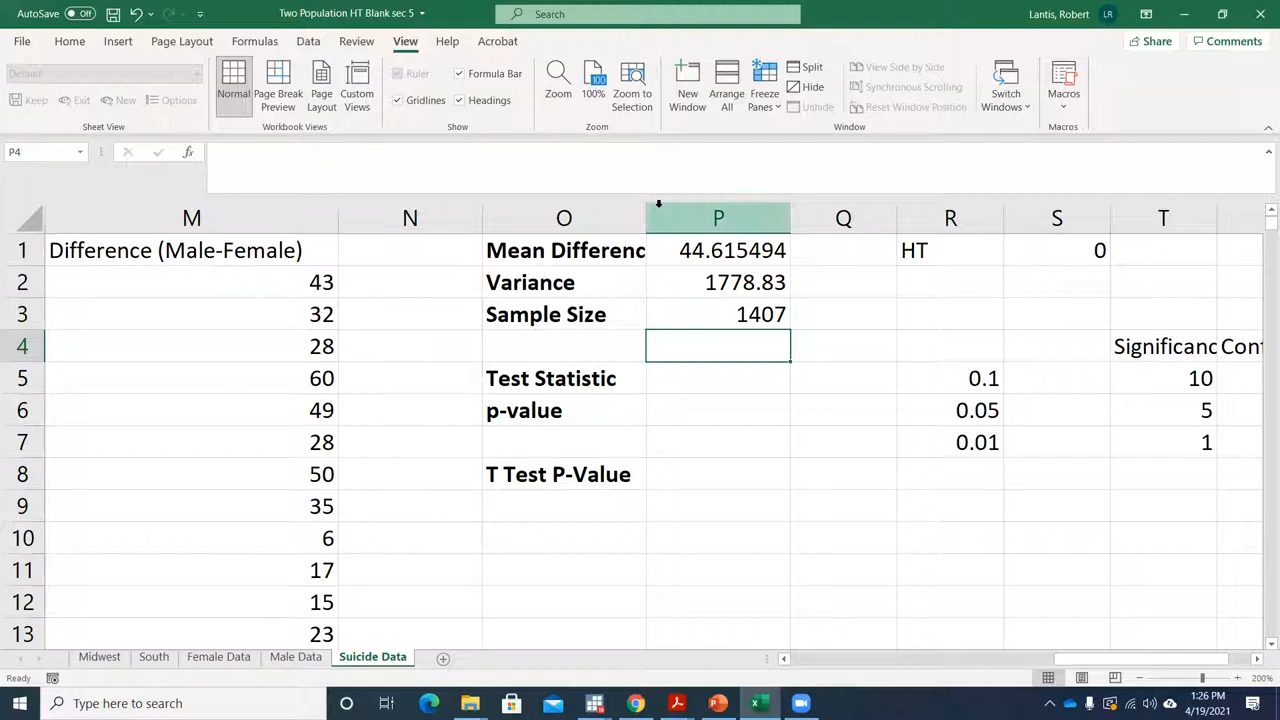 AutoSave Off Two Population HT Blank sec 5 Search Lantis, Robert LR
File Home Insert Page Layout Formulas Data Review View Help Acrobat Share Comments
Default
Keep Exit New Options
Sheet View
Normal Page Break Preview Page Layout Custom Views
Workbook Views
Ruler Formula Bar
Gridlines Headings
Show
Zoom 100% Zoom to Selection
Zoom
New Window Arrange All Freeze Panes Split Hide Unhide
View Side by Side
Synchronous Scrolling
Reset Window Position
Switch Windows
Window
Macros
Macros
P4 fx
M N O P Q R S T
1 Difference (Male-Female) Mean Differenc 44.615494 HT 0
2 43 Variance 1778.83
3 32 Sample Size 1407
4 28 Significanc Conf
5 60 Test Statistic 0.1 10
6 49 p-value 0.05 5
7 28 0.01 1
8 50 T Test P-Value
9 35
10 6
11 17
12 15
13 23
Midwest South Female Data Male Data Suicide Data
Ready 200%
Type here to search 1:26 PM
4/19/2021